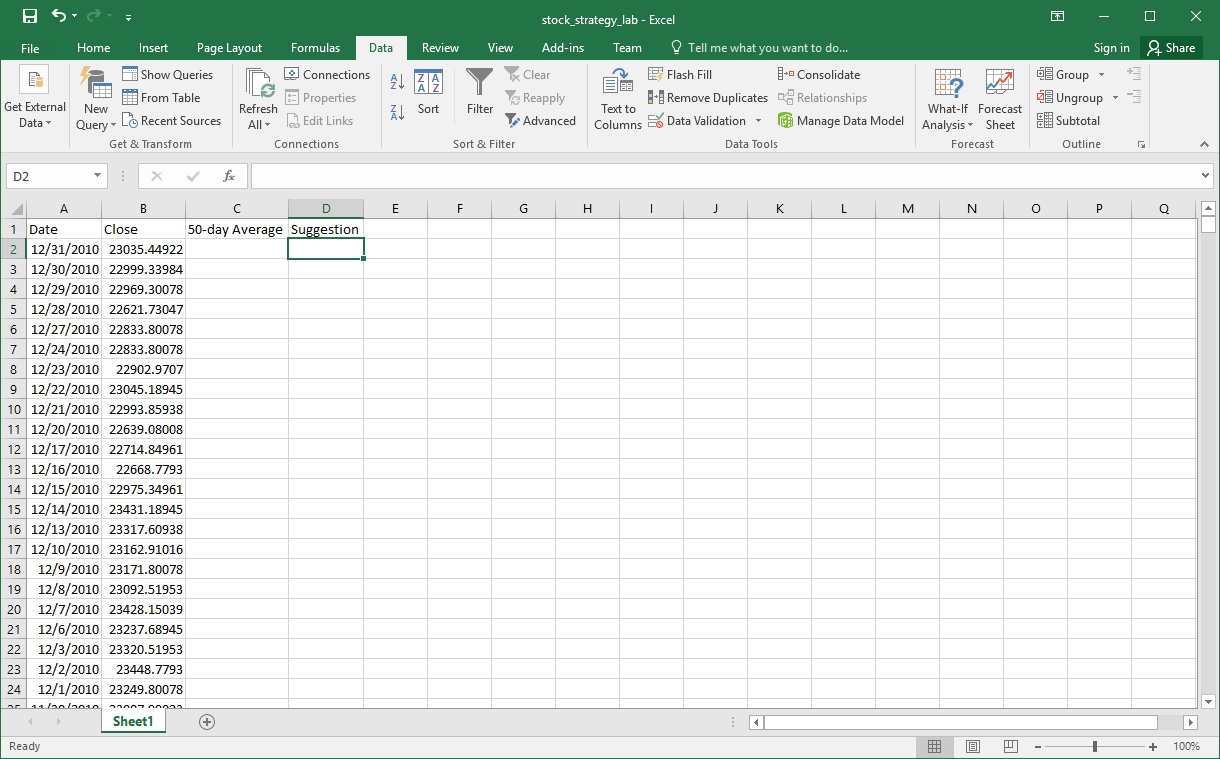 stock_strategy_lab - Excel
File Home Insert Page Layout Formulas Data Review View Add-ins Team Tell me what you want to do... Sign in Share
Get External Data
New Query
Show Queries
From Table
Recent Sources
Get & Transform
Refresh All
Connections
Properties
Edit Links
Connections
Sort
Filter
Clear
Reapply
Advanced
Sort & Filter
Text to Columns
Flash Fill
Remove Duplicates
Data Validation
Consolidate
Relationships
Manage Data Model
Data Tools
What-If Analysis
Forecast Sheet
Forecast
Group
Ungroup
Subtotal
Outline
D2 fx
A B C D E F G H I J K L M N O P Q
1 Date Close 50-day Average Suggestion
2 12/31/2010 23035.44922
3 12/30/2010 22999.33984
4 12/29/2010 22969.30078
5 12/28/2010 22621.73047
6 12/27/2010 22833.80078
7 12/24/2010 22833.80078
8 12/23/2010 22902.9707
9 12/22/2010 23045.18945
10 12/21/2010 22993.85938
11 12/20/2010 22639.08008
12 12/17/2010 22714.84961
13 12/16/2010 22668.7793
14 12/15/2010 22975.34961
15 12/14/2010 23431.18945
16 12/13/2010 23317.60938
17 12/10/2010 23162.91016
18 12/9/2010 23171.80078
19 12/8/2010 23092.51953
20 12/7/2010 23428.15039
21 12/6/2010 23237.68945
22 12/3/2010 23320.51953
23 12/2/2010 23448.7793
24 12/1/2010 23249.80078
Sheet1
Ready 100%